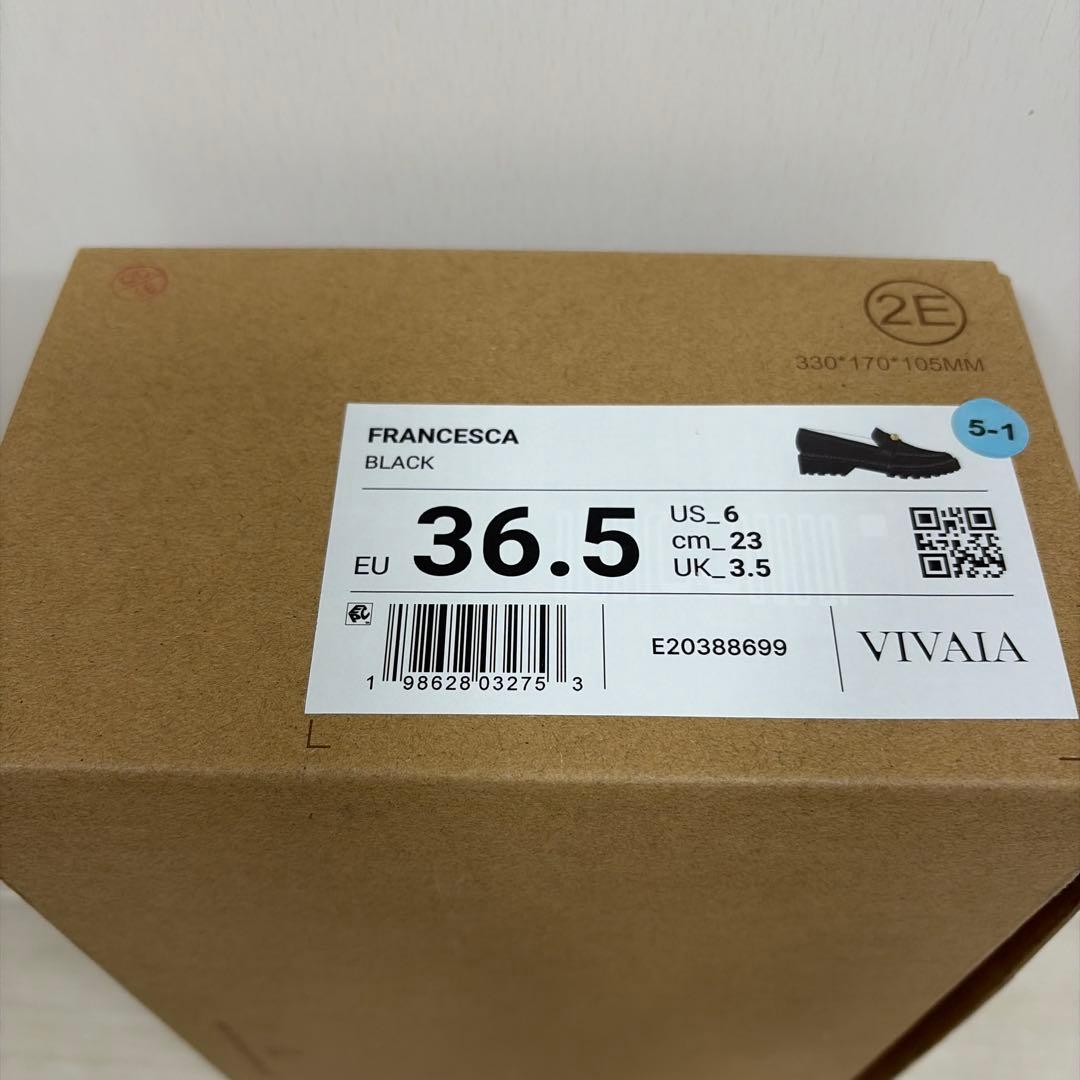 2E
330*170*105MM
5-1
FRANCESCA
BLACK
EU 36.5
US_6
cm_23
UK_3.5
1 98628 03275 3
E20388699
VIVAIA